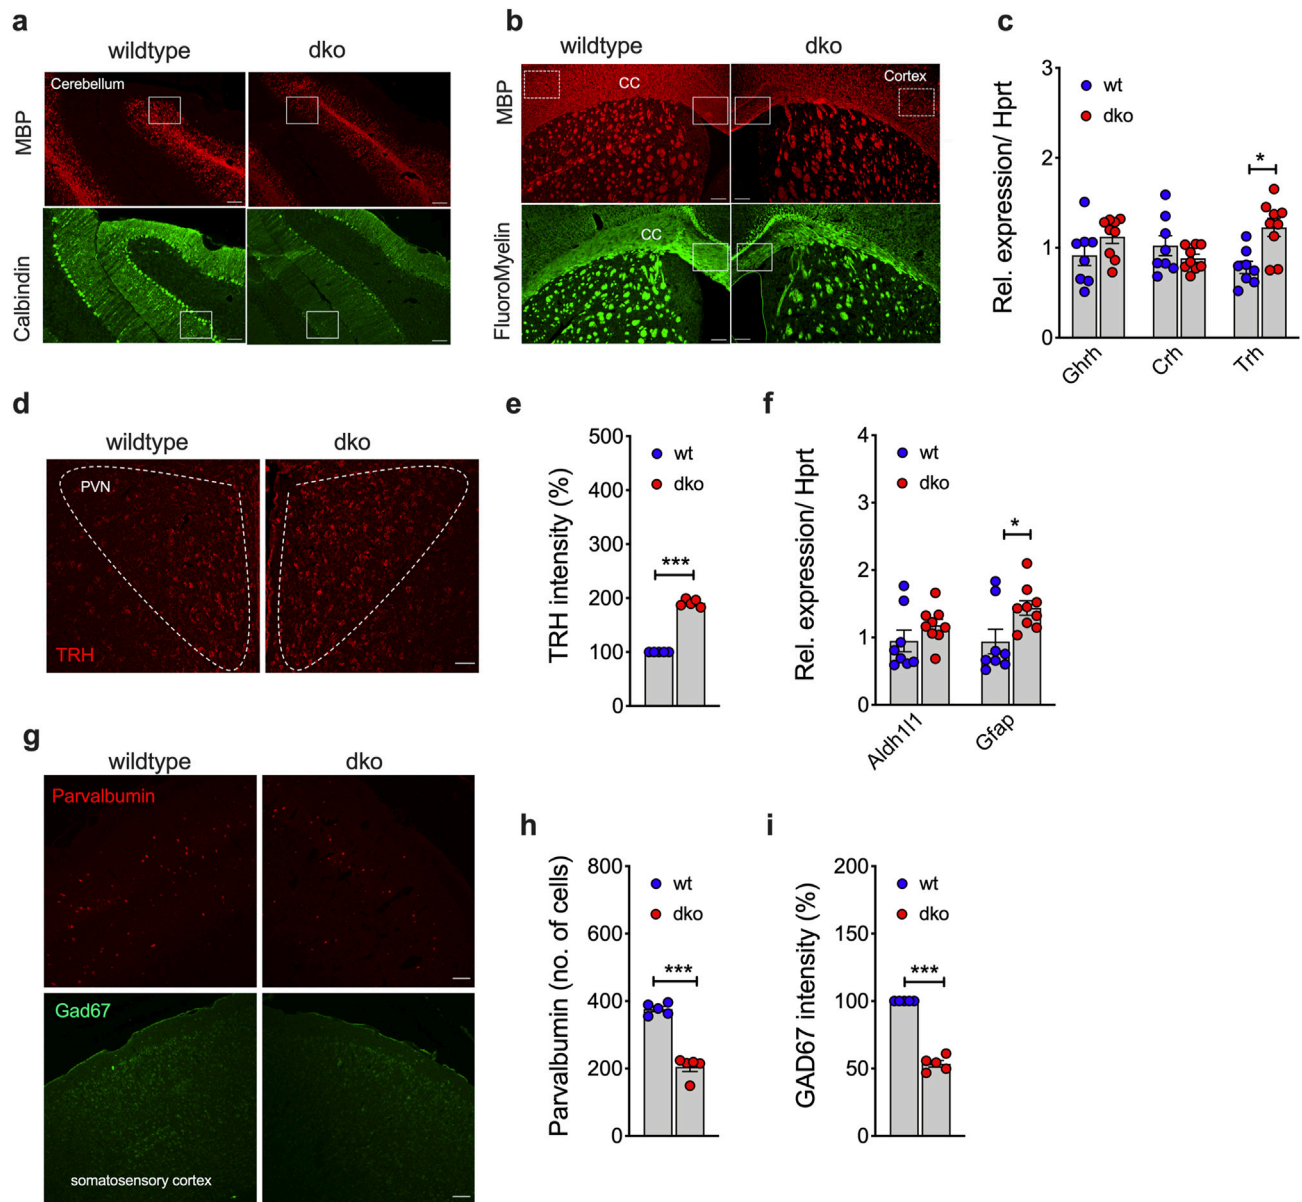 a
wildtype
dko
Cerebellum
MBP
Calbindin
b
wildtype
dko
CC
Cortex
MBP
CC
FluoroMyelin
c
Rel. expression/ Hprt
3
2
1
0
wt
dko
*
Ghrh
Crh
Trh
d
wildtype
dko
PVN
TRH
e
TRH intensity (%)
500
400
300
200
100
0
wt
dko
***
f
Rel. expression/ Hprt
4
3
2
1
0
wt
dko
*
Aldh1l1
Gfap
g
wildtype
dko
Parvalbumin
Gad67
somatosensory cortex
h
Parvalbumin (no. of cells)
800
600
400
200
0
wt
dko
***
i
GAD67 intensity (%)
200
150
100
50
0
wt
dko
***